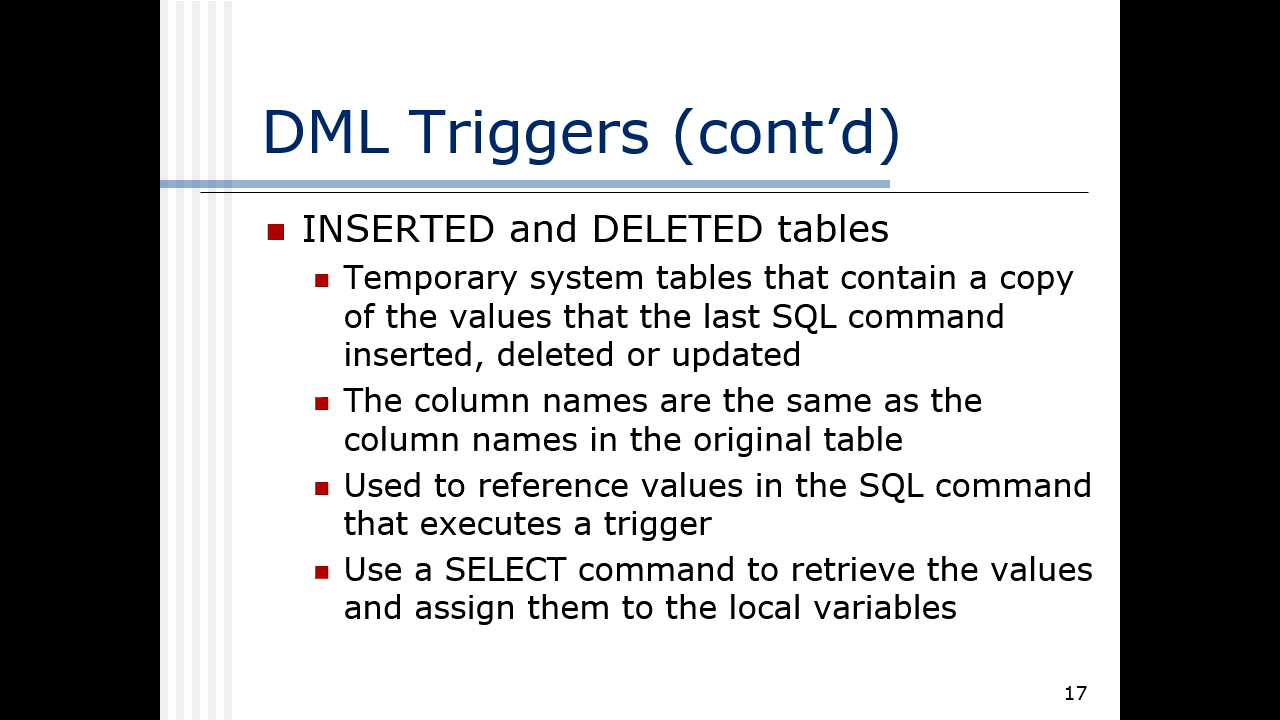 DML Triggers (cont’d)
INSERTED and DELETED tables
Temporary system tables that contain a copy
of the values that the last SQL command
inserted, deleted or updated
The column names are the same as the
column names in the original table
Used to reference values in the SQL command
that executes a trigger
Use a SELECT command to retrieve the values
and assign them to the local variables
17